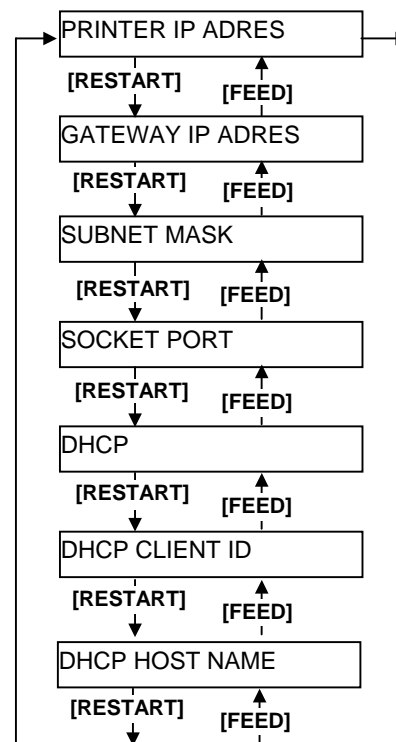 PRINTER IP ADRES
[RESTART] [FEED]
GATEWAY IP ADRES
[RESTART] [FEED]
SUBNET MASK
[RESTART] [FEED]
SOCKET PORT
[RESTART] [FEED]
DHCP
[RESTART] [FEED]
DHCP CLIENT ID
[RESTART] [FEED]
DHCP HOST NAME
[RESTART] [FEED]